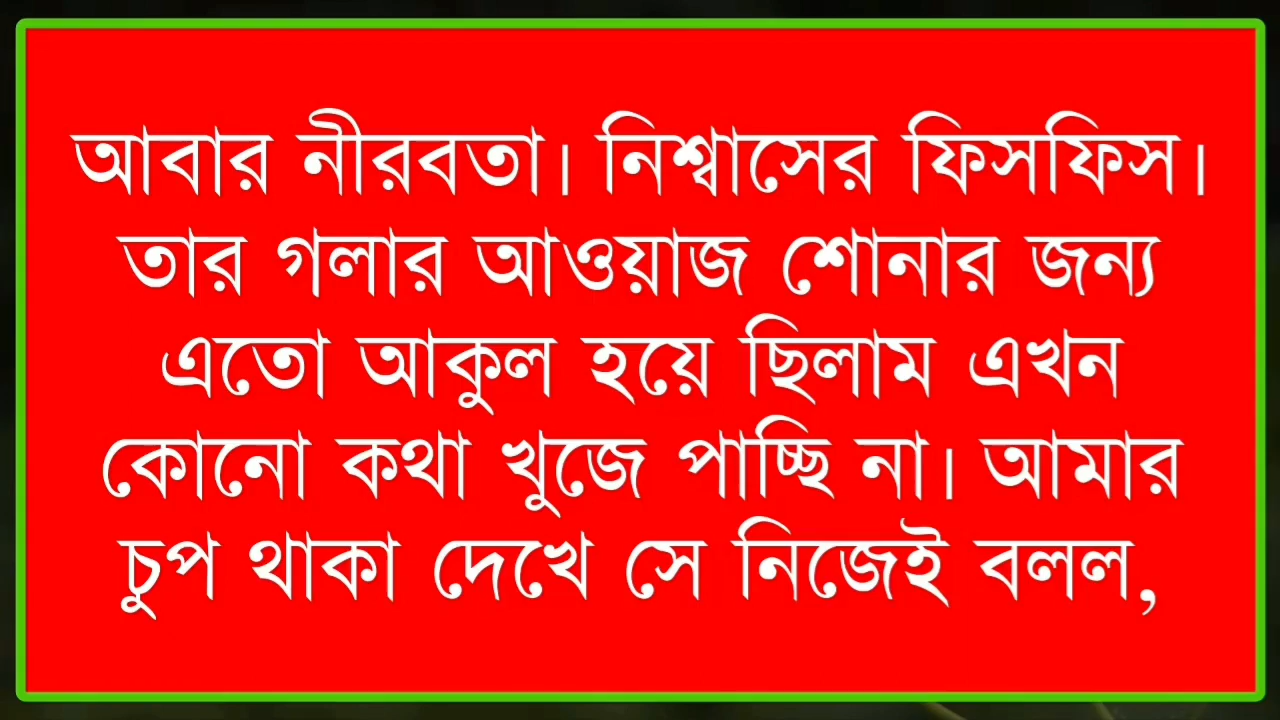 আবার নীরবতা। নিশ্বাসের ফিসফিস।
তার গলার আওয়াজ শোনার জন্য
এতো আকুল হয়ে ছিলাম এখন
কোনো কথা খুজে পাচ্ছি না। আমার
চুপ থাকা দেখে সে নিজেই বলল,